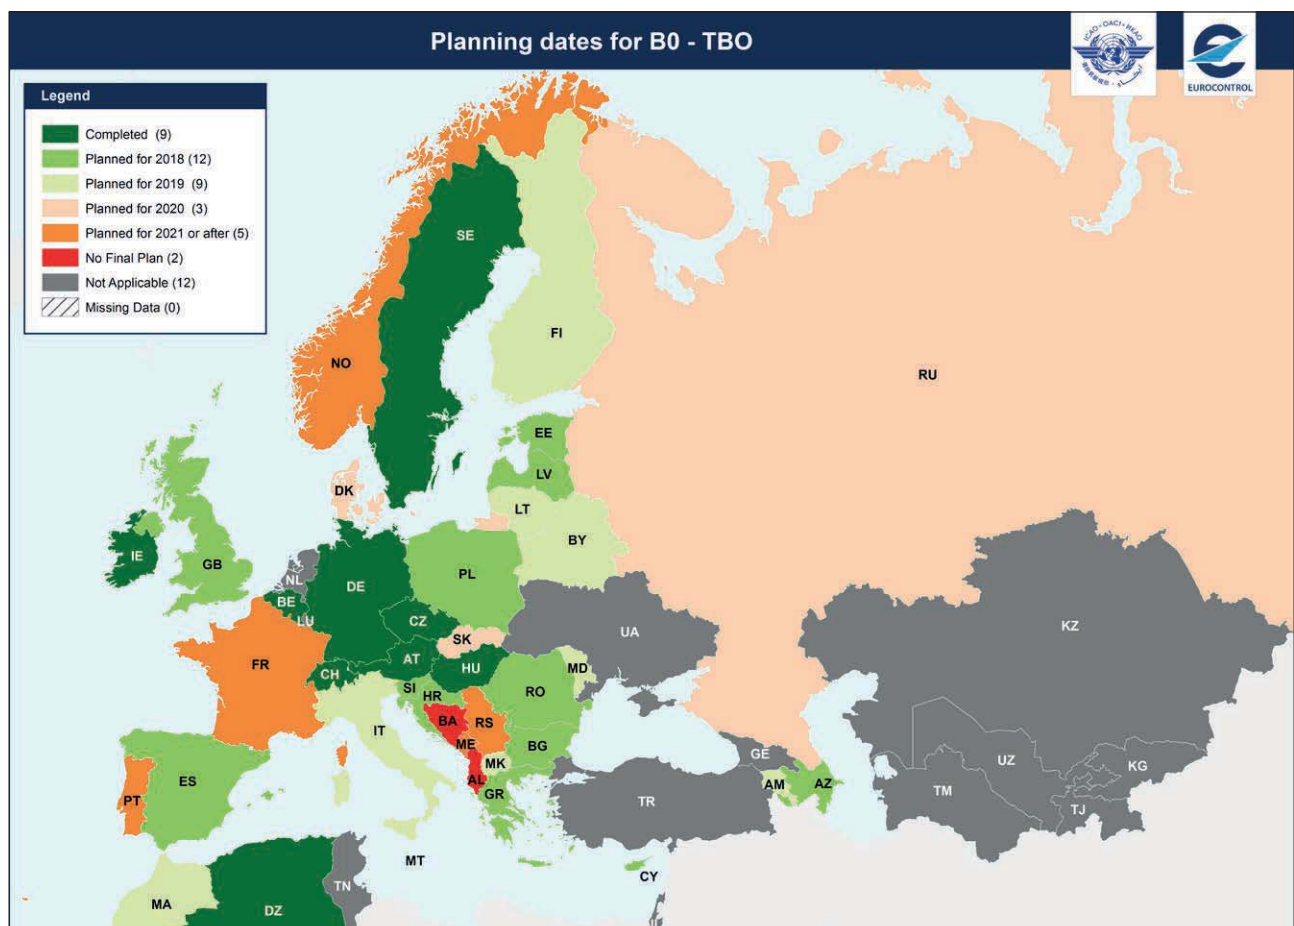 Planning dates for B0 - TBO
ICAO • OACI • ИКАО
EUROCONTROL
Legend
Completed (9)
Planned for 2018 (12)
Planned for 2019 (9)
Planned for 2020 (3)
Planned for 2021 or after (5)
No Final Plan (2)
Not Applicable (12)
Missing Data (0)
SE
FI
NO
RU
EE
LV
DK
LT
BY
IE
GB
NL
DE
PL
BE
LU
CZ
UA
KZ
SK
FR
CH
AT
HU
MD
SI
HR
RO
BA
RS
IT
ME
BG
GE
MK
UZ
KG
ES
AL
GR
TR
AM
AZ
TM
PT
TJ
MT
CY
TN
MA
DZ